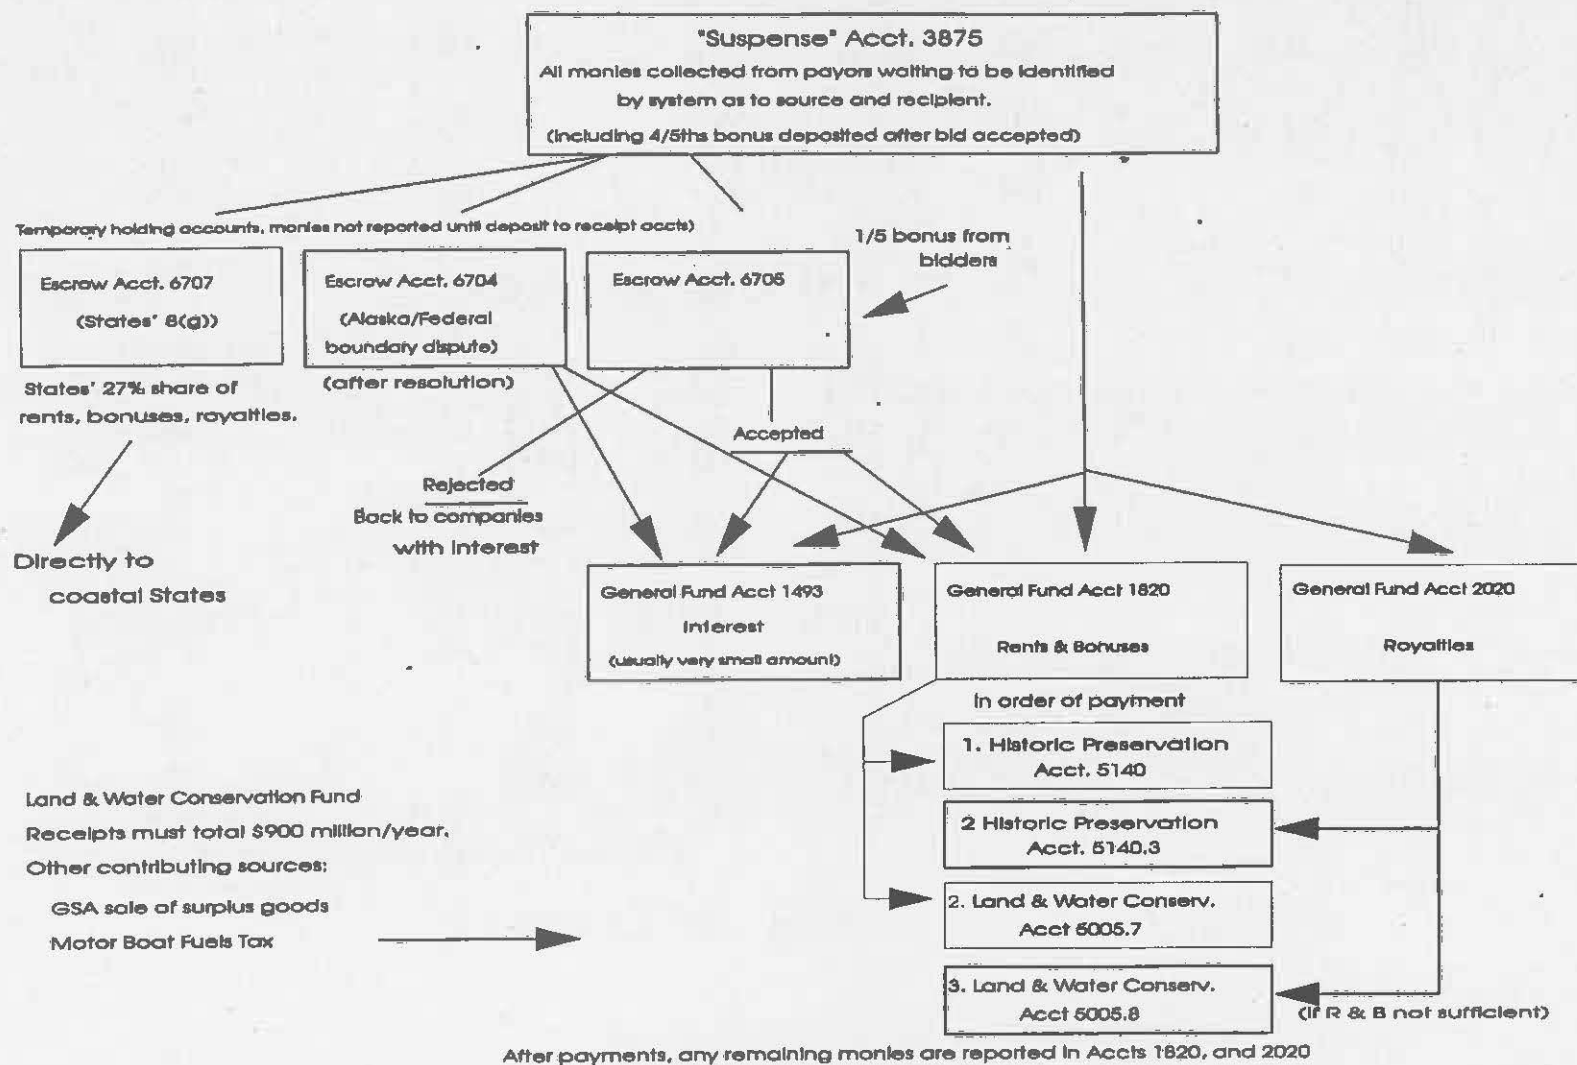 "Suspense" Acct. 3875
All monies collected from payors waiting to be identified
by system as to source and recipient.
(including 4/5ths bonus deposited after bid accepted)
Temporary holding accounts, monies not reported until deposit to receipt accts)
1/5 bonus from
bidders
Escrow Acct. 6707
(States' 8(g))
Escrow Acct. 6704
(Alaska/Federal
boundary dispute)
Escrow Acct. 6705
States' 27% share of
rents, bonuses, royalties.
(after resolution)
Accepted
Rejected
Back to companies
with interest
Directly to
coastal States
General Fund Acct 1493
Interest
(usually very small amount)
General Fund Acct 1820
Rents & Bonuses
General Fund Acct 2020
Royalties
In order of payment
1. Historic Preservation
Acct. 5140
2 Historic Preservation
Acct. 5140.3
2. Land & Water Conserv.
Acct 5005.7
3. Land & Water Conserv.
Acct 5005.8
(if R & B not sufficient)
Land & Water Conservation Fund
Receipts must total $900 million/year.
Other contributing sources:
GSA sale of surplus goods
Motor Boat Fuels Tax
After payments, any remaining monies are reported in Accts 1820, and 2020